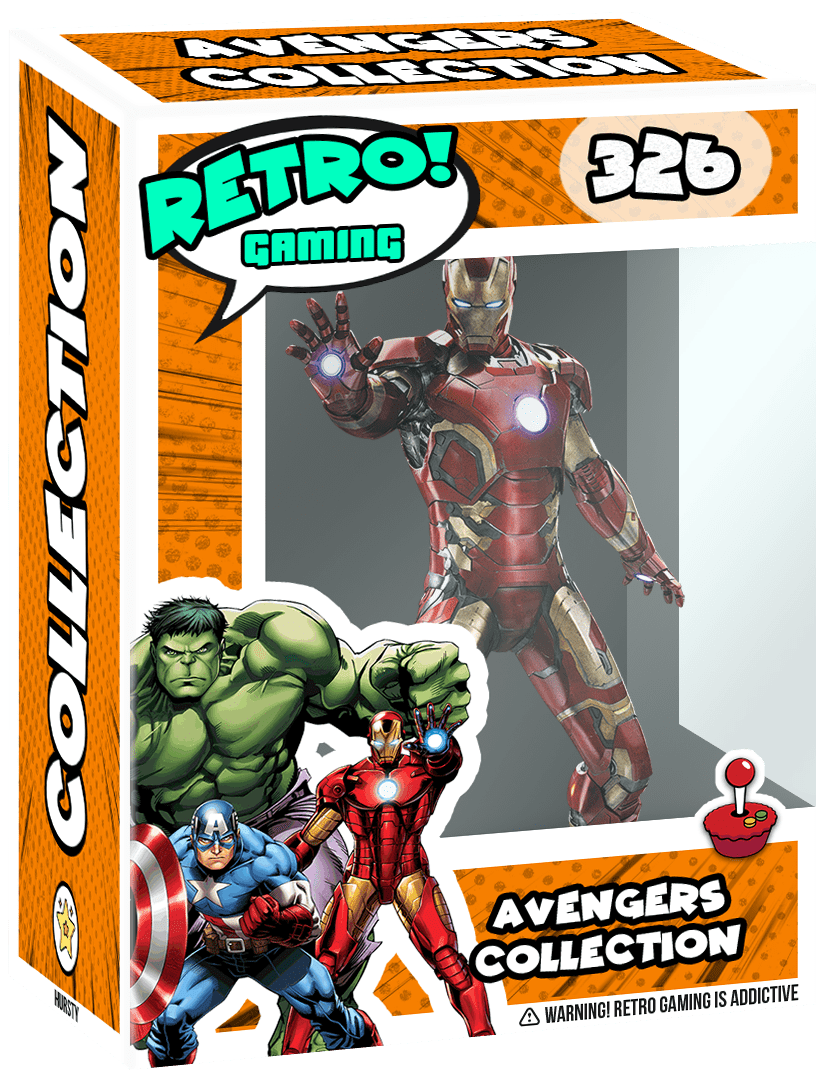 AVENGERS
COLLECTION
COLLECTION
RETRO!
GAMING
326
A
AVENGERS
COLLECTION
WARNING! RETRO GAMING IS ADDICTIVE
HURSTY